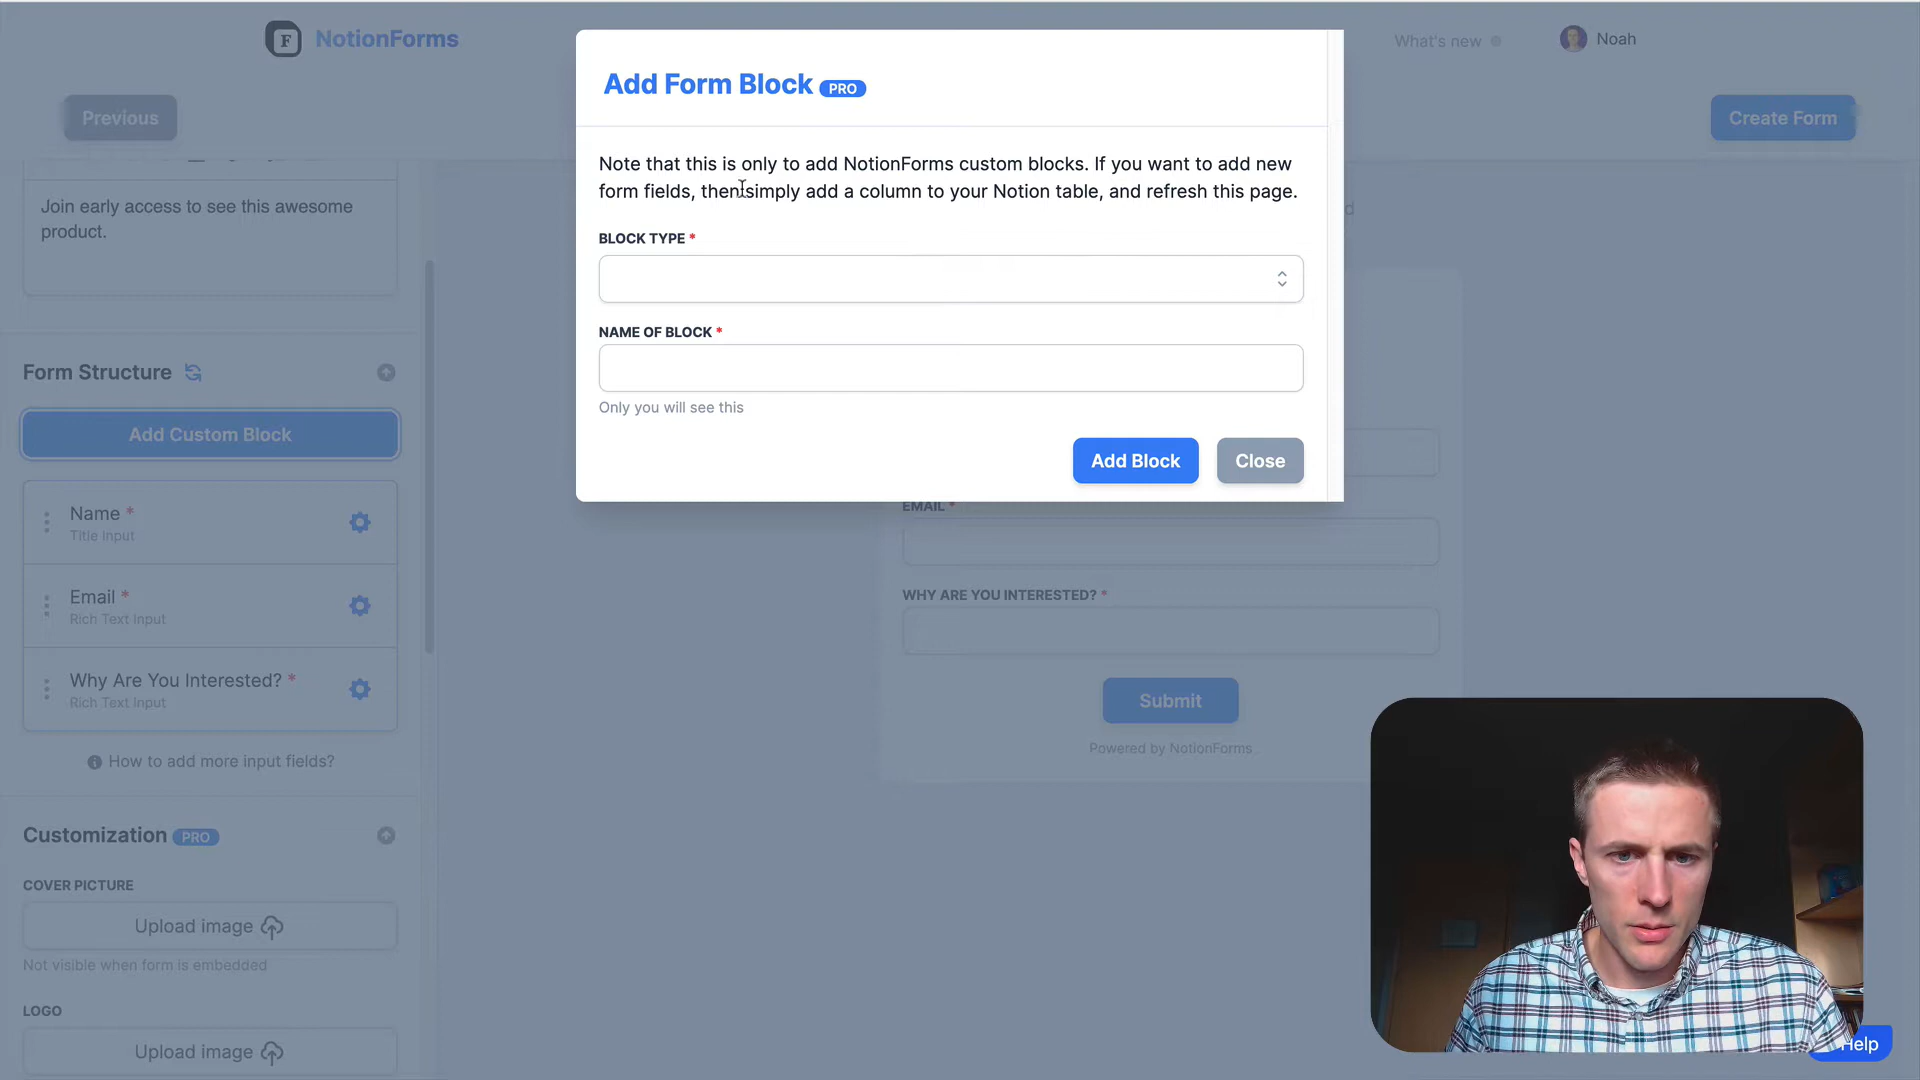 F NotionForms
What's new
Noah
Previous
Create Form
Add Form Block PRO
Note that this is only to add NotionForms custom blocks. If you want to add new
form fields, then simply add a column to your Notion table, and refresh this page.
BLOCK TYPE *
NAME OF BLOCK *
Only you will see this
Add Block
Close
Join early access to see this awesome
product.
Form Structure
Add Custom Block
Name *
Title Input
Email *
Rich Text Input
Why Are You Interested? *
Rich Text Input
How to add more input fields?
Customization PRO
COVER PICTURE
Upload image
Not visible when form is embedded
LOGO
Upload image
EMAIL *
WHY ARE YOU INTERESTED? *
Submit
Powered by NotionForms
Help